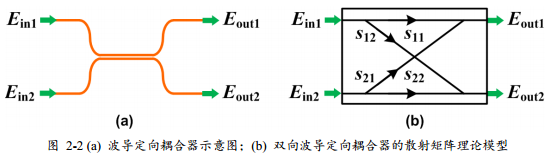 Ein1 Eout1 Ein1 Eout1
s12 s11
s21 s22
Ein2 Eout2 Ein2 Eout2
(a) (b)
图 2-2 (a) 波导定向耦合器示意图；(b) 双向波导定向耦合器的散射矩阵理论模型